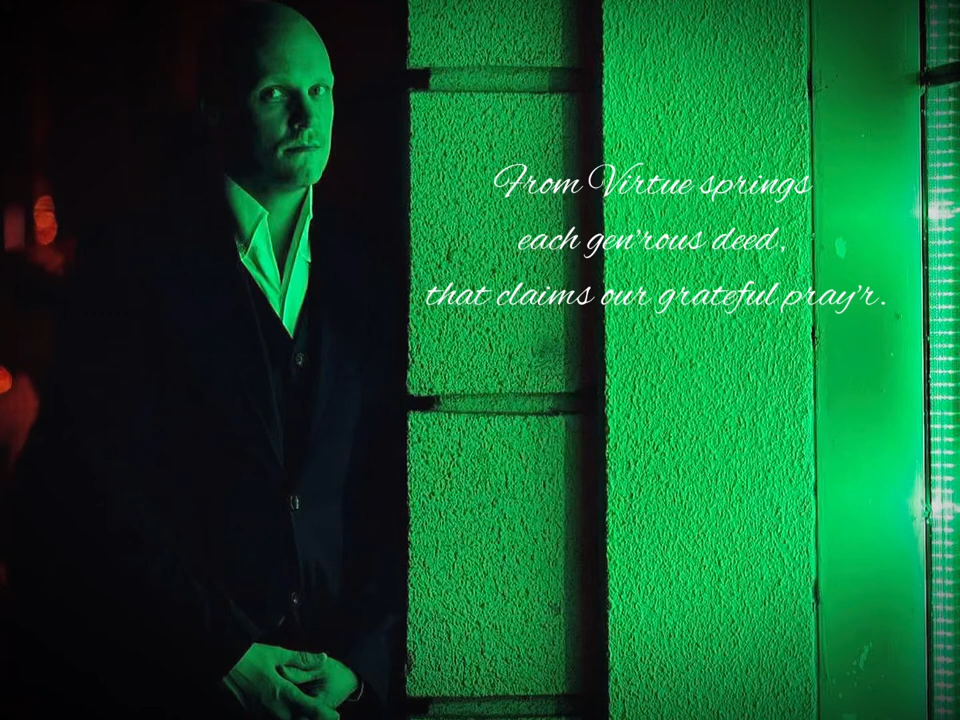 From Virtue springs
each gen'rous deed,
that claims our grateful pray'r.